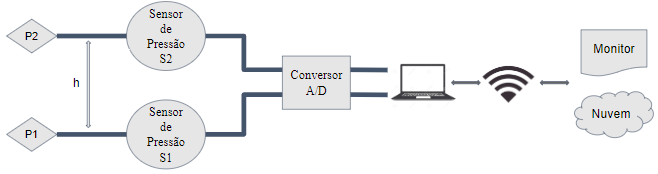 P2
Sensor
de
Pressão
S2
h
Conversor
A/D
Monitor
Nuvem
P1
Sensor
de
Pressão
S1